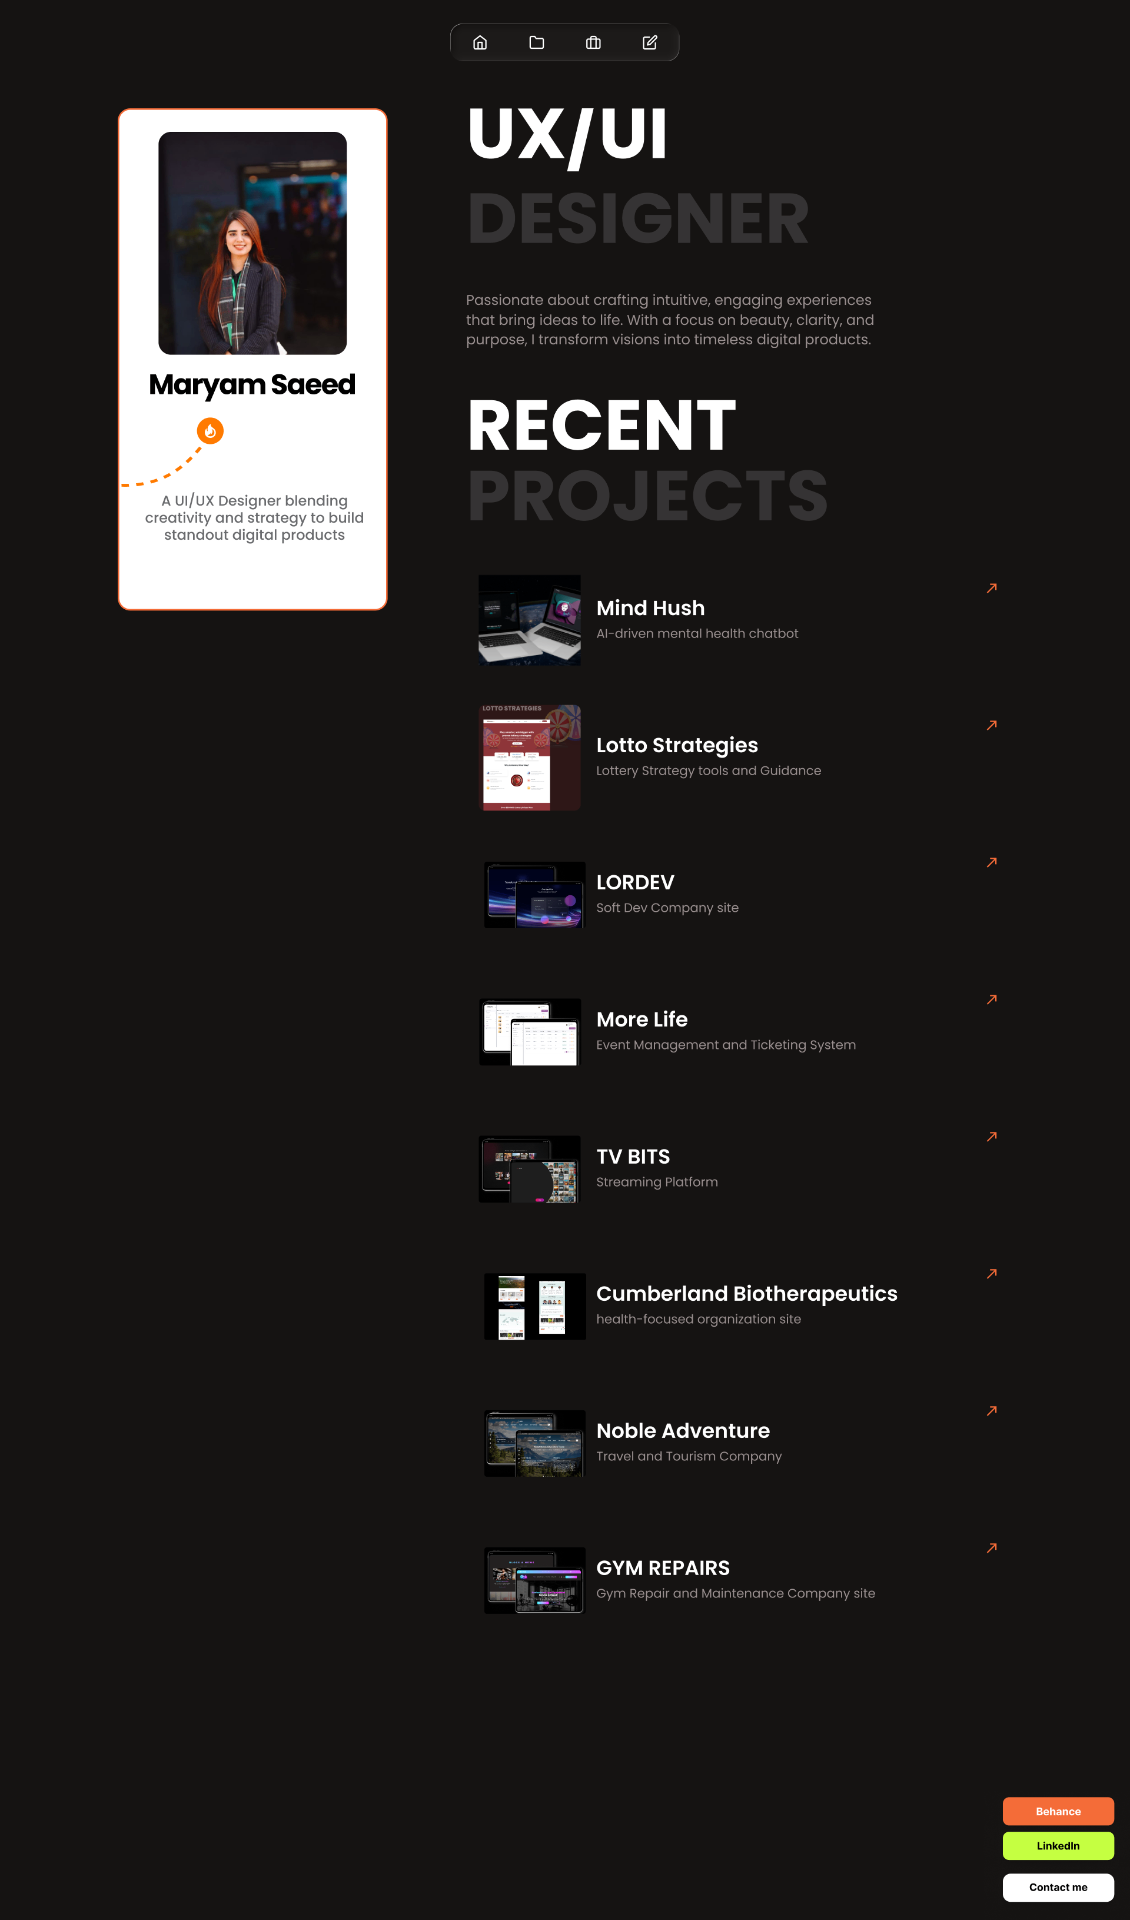 UX/UI
DESIGNER
Passionate about crafting intuitive, engaging experiences
that bring ideas to life. With a focus on beauty, clarity, and
purpose, I transform visions into timeless digital products.
Maryam Saeed
A UI/UX Designer blending
creativity and strategy to build
standout digital products
RECENT
PROJECTS
Mind Hush
AI-driven mental health chatbot
LOTTO STRATEGIES
Lotto Strategies
Lottery Strategy tools and Guidance
LORDEV
Soft Dev Company site
More Life
Event Management and Ticketing System
TV BITS
Streaming Platform
Cumberland Biotherapeutics
health-focused organization site
Noble Adventure
Travel and Tourism Company
GYM REPAIRS
Gym Repair and Maintenance Company site
Behance
LinkedIn
Contact me